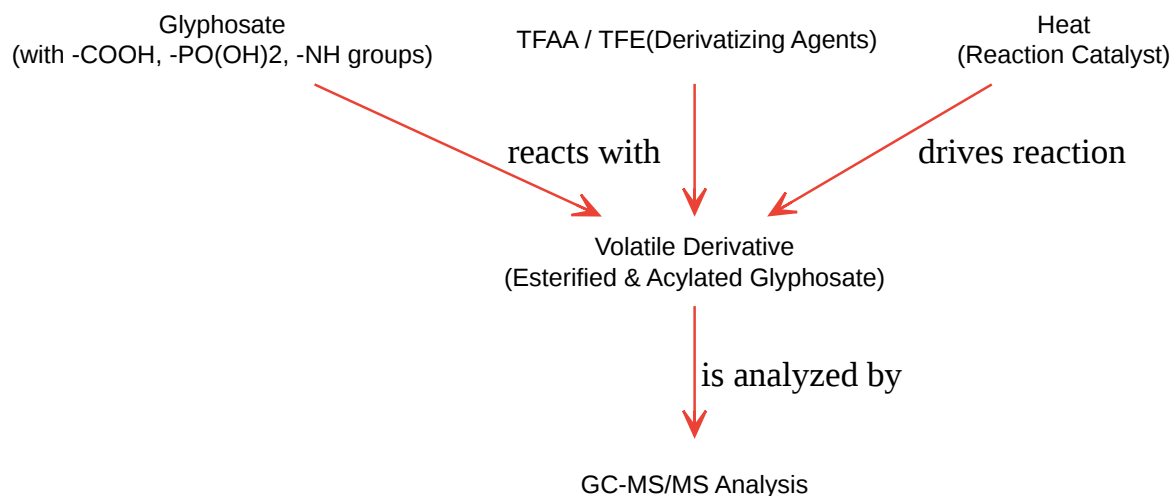 Glyphosate
(with -COOH, -PO(OH)2, -NH groups)
TFAA / TFE(Derivatizing Agents)
Heat
(Reaction Catalyst)
reacts with
drives reaction
Volatile Derivative
(Esterified & Acylated Glyphosate)
is analyzed by
GC-MS/MS Analysis